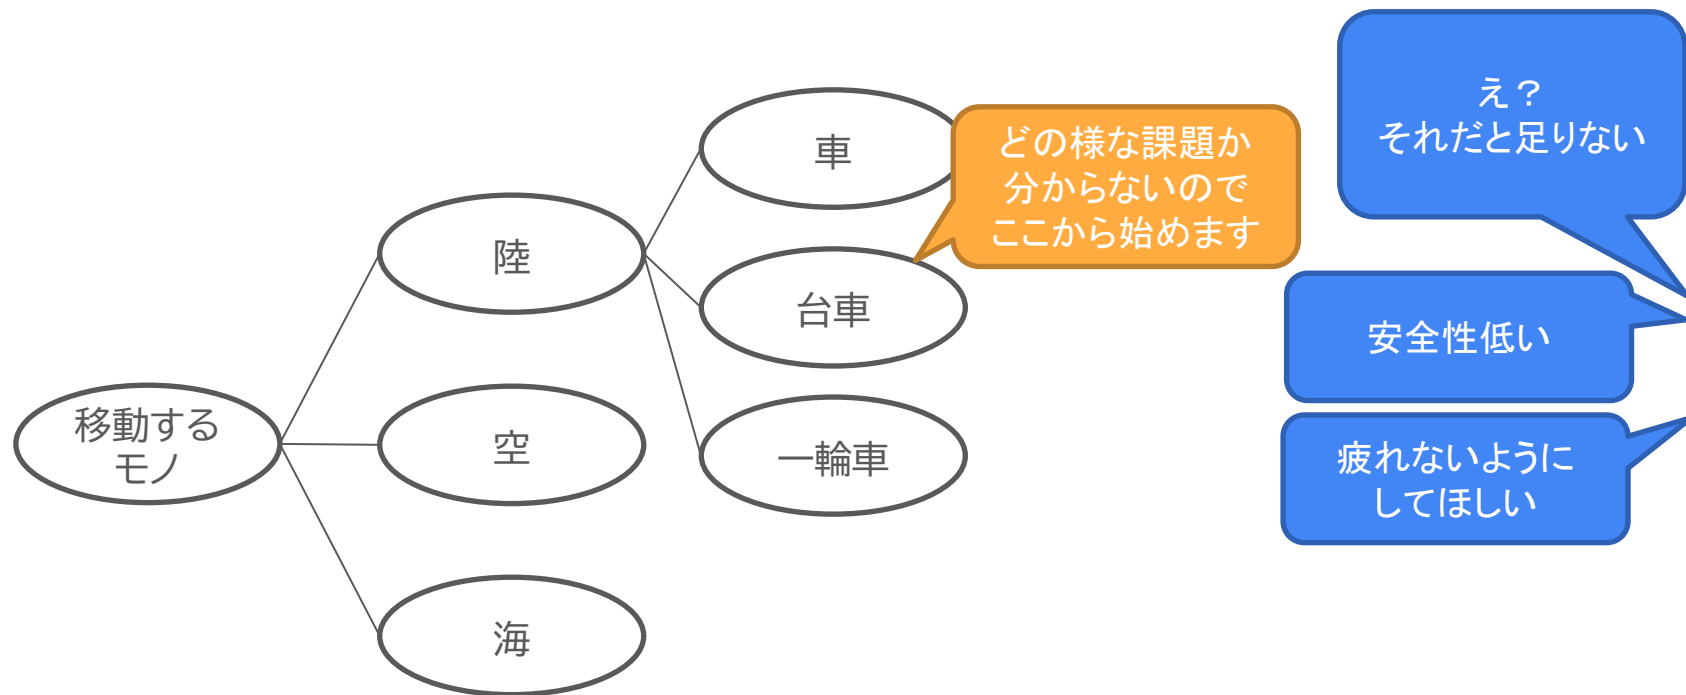 移動する
モノ
陸
空
海
車
台車
一輪車
どの様な課題か
分からないので
ここから始めます
え？
それだと足りない
安全性低い
疲れないように
してほしい